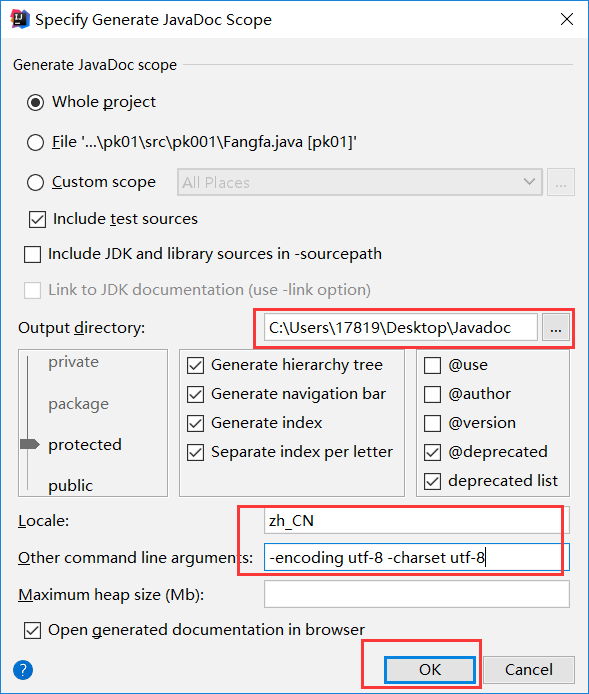 Specify Generate JavaDoc Scope
Generate JavaDoc scope
Whole project
File '...\pk01\src\pk001\Fangfa.java [pk01]'
Custom scope All Places ...
Include test sources
Include JDK and library sources in -sourcepath
Link to JDK documentation (use -link option)
Output directory: C:\Users\17819\Desktop\Javadoc ...
private Generate hierarchy tree @use
package Generate navigation bar @author
Generate index @version
protected Separate index per letter @deprecated
public deprecated list
Locale: zh_CN
Other command line arguments: -encoding utf-8 -charset utf-8
Maximum heap size (Mb):
Open generated documentation in browser
? OK Cancel